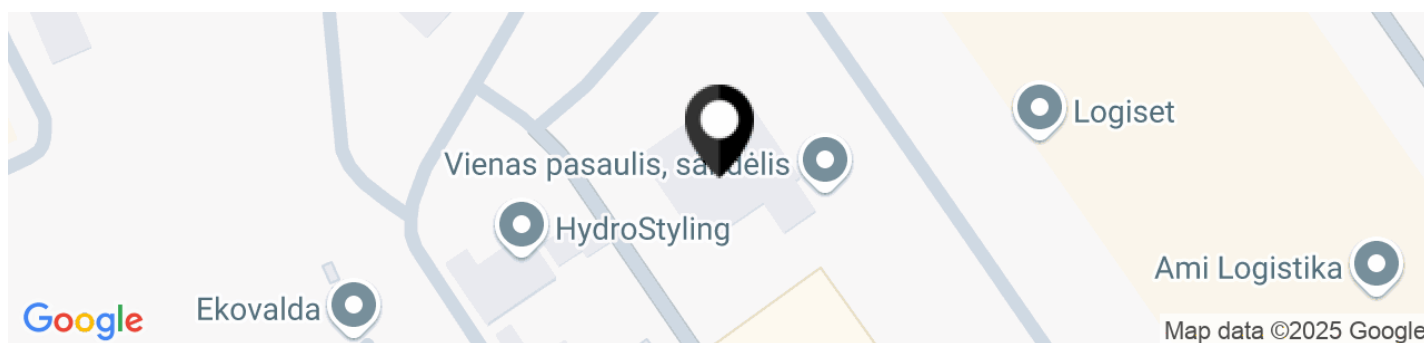 Logiset
Vienas pasaulis, sandėlis
HydroStyling
Ami Logistika
Ekovalda
Google
Map data ©2025 Google